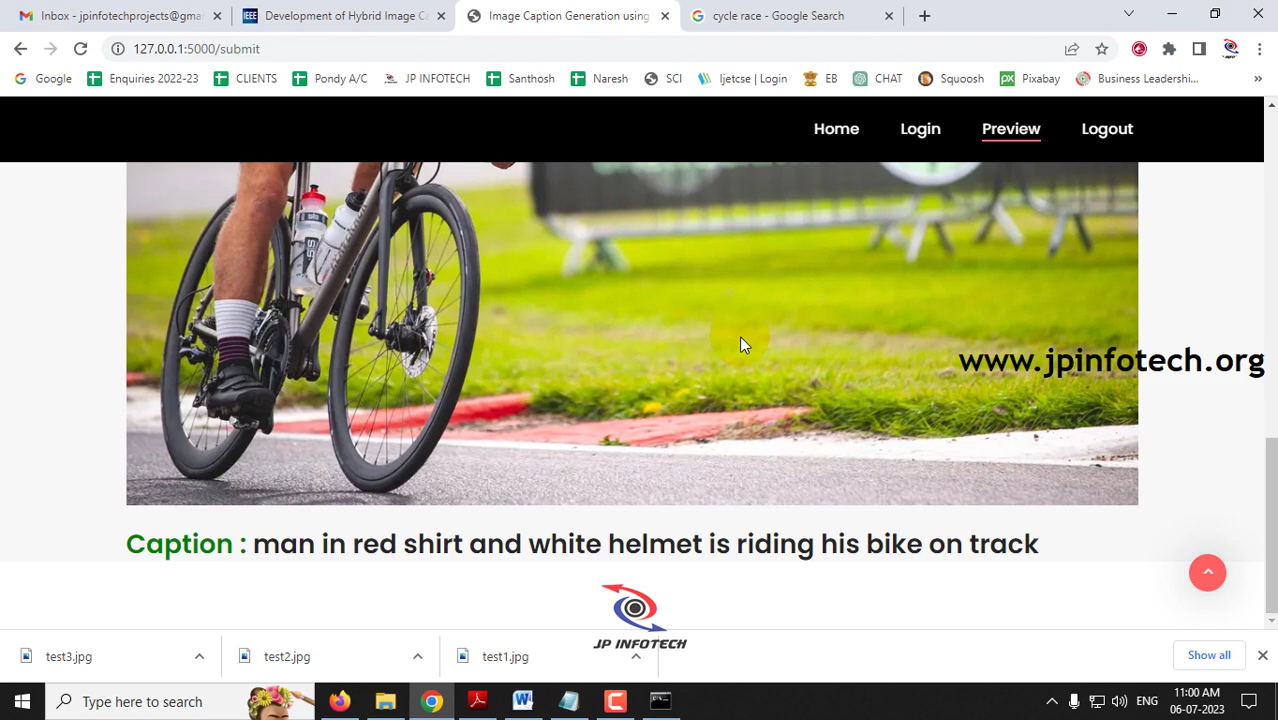 Inbox - jpinfotechprojects@gma
Development of Hybrid Image Ca
Image Caption Generation using
cycle race - Google Search
127.0.0.1:5000/submit
Google
Enquiries 2022-23
CLIENTS
Pondy A/C
JP INFOTECH
Santhosh
Naresh
SCI
Ijetcse | Login
EB
CHAT
Squoosh
Pixabay
Business Leadershi...
Home
Login
Preview
Logout
SIS
www.jpinfotech.org
Caption : man in red shirt and white helmet is riding his bike on track
JP INFOTECH
test3.jpg
test2.jpg
test1.jpg
Show all
Type here to search
ENG
11:00 AM
06-07-2023